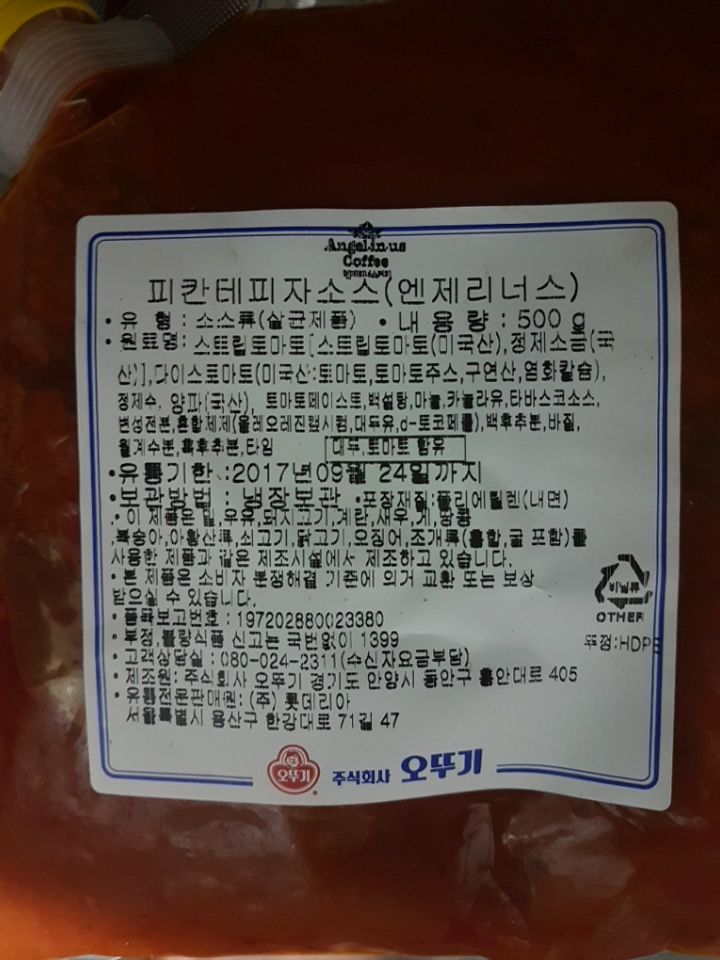 Angelinus
Coffee
엔제리너스커피
피칸테피자소스(엔제리너스)
• 유 형 : 소스류(살균제품) • 내 용 량 : 500 g
• 원료명: 스트립토마토[스트립토마토(미국산),정제소금(국
산)],다이스토마토(미국산:토마토,토마토주스,구연산,염화칼슘),
정제수, 양파(국산), 토마토페이스트,백설탕,마늘,카놀라유,타바스코소스,
변성전분,혼합제제(올레오레진캪시컴,대두유,d-토코페롤),백후추분,바질,
월계수분,흑후추분,타임 대두,토마토 함유
•유통기한 :2017년09월 24일까지
•보관방법 : 냉장보관 •포장재질:폴리에틸렌(내면)
• 이 제품은 밀,우유,돼지고기,계란,새우,게,땅콩
,복숭아,아황산류,쇠고기,닭고기,오징어,조개류(홍합,굴 포함)를
사용한 제품과 같은 제조시설에서 제조하고 있습니다.
• 본 제품은 소비자 분쟁해결 기준에 의거 교환 또는 보상
받으실 수 있습니다.
• 품목보고번호 : 197202880023380
• 부정,불량식품 신고는 국번없이 1399
• 고객상담실 : 080-024-2311(수신자요금부담)
• 제조원: 주식회사 오뚜기 경기도 안양시 동안구 흥안대로 405
• 유통전문판매원: (주) 롯데리아
서울특별시 용산구 한강대로 71길 47
비닐류
OTHER
뚜껑:HDPE
오뚜기
주식회사 오뚜기